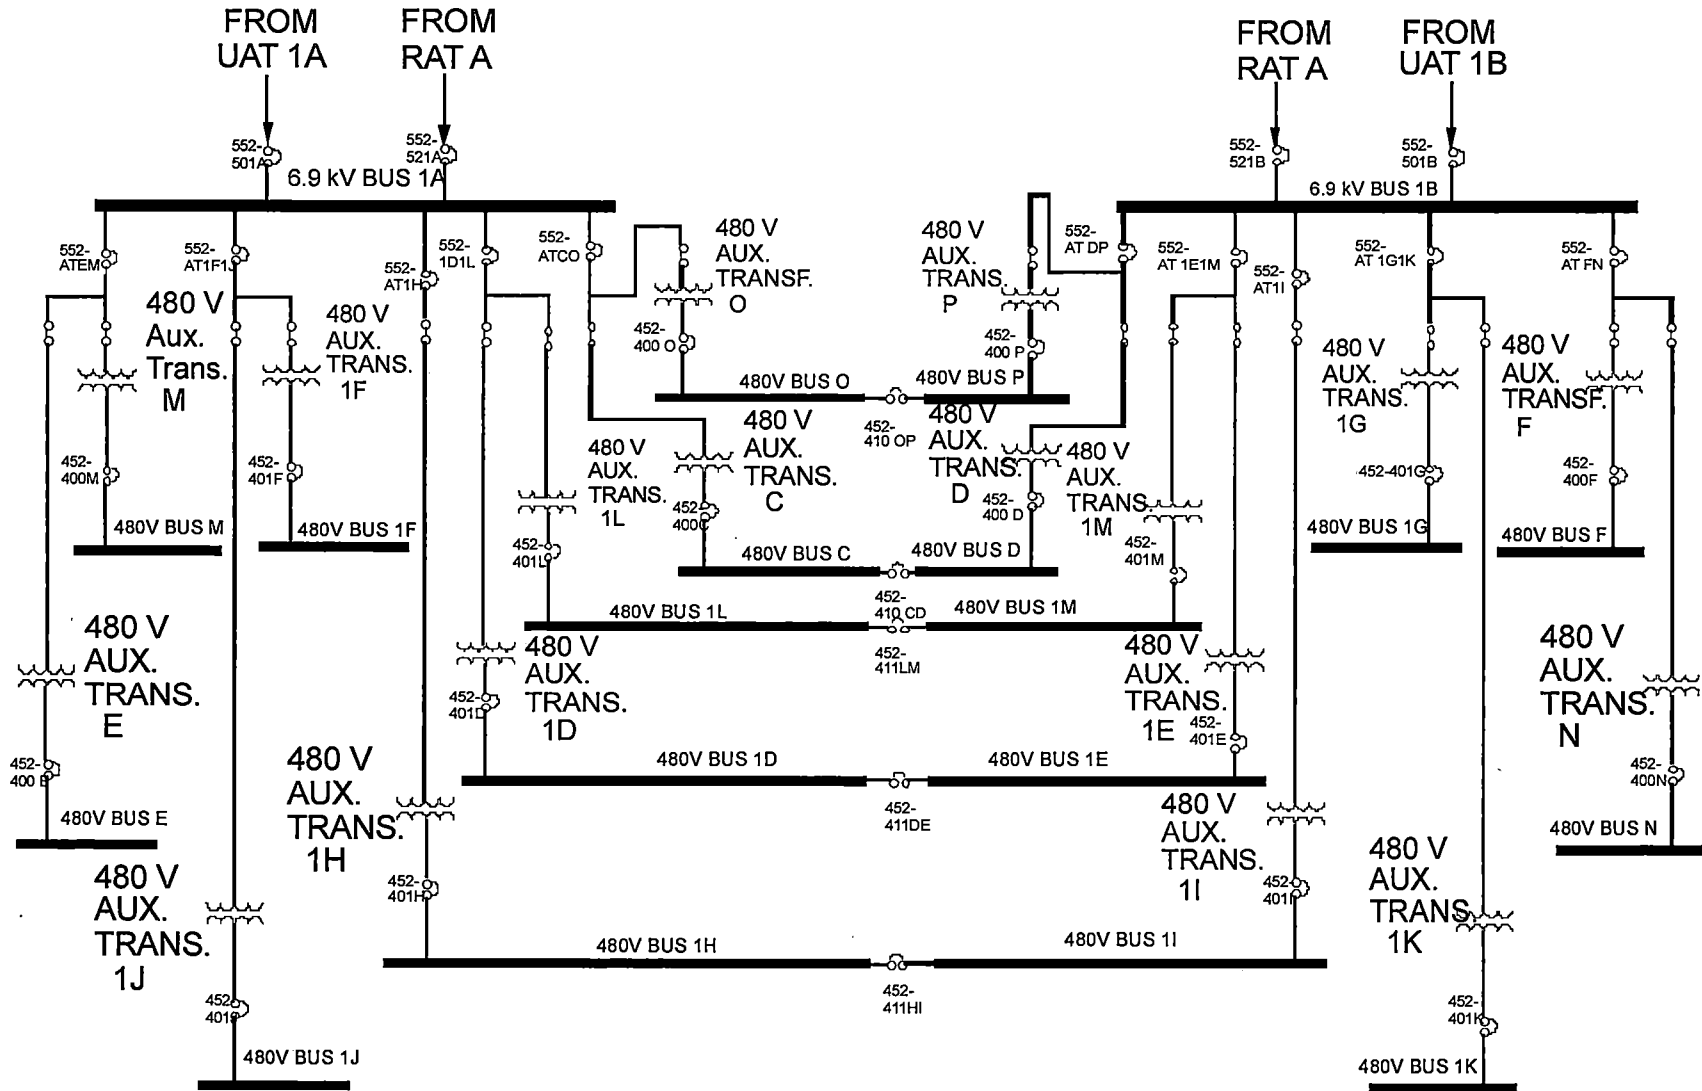 FROM
UAT 1A
FROM
RAT A
FROM
RAT A
FROM
UAT 1B
552-
501A
552-
521A
6.9 kV BUS 1A
552-
521B
552-
501B
6.9 kV BUS 1B
552-
ATEM
552-
AT1F1J
552-
AT1H
552-
1D1L
552-
ATCO
480 V
AUX.
TRANSF.
O
480 V
AUX.
TRANS.
P
552-
AT DP
552-
AT 1E1M
552-
AT1I
552-
AT 1G1K
552-
AT FN
480 V
Aux.
Trans.
M
480 V
AUX.
TRANS.
1F
452-
400 O
452-
400 P
480V BUS O
480V BUS P
452-
410 OP
480 V
AUX.
TRANS.
1G
480 V
AUX.
TRANSF.
F
452-
400M
452-
401F
480 V
AUX.
TRANS.
1L
480 V
AUX.
TRANS.
C
480 V
AUX.
TRANS.
D
480 V
AUX.
TRANS.
1M
452-401G
452-
400F
452-
400C
452-
400 D
480V BUS M
480V BUS 1F
452-
401L
452-
401M
480V BUS 1G
480V BUS F
480V BUS C
480V BUS D
452-
410 CD
480V BUS 1L
480V BUS 1M
452-
411LM
480 V
AUX.
TRANS.
E
480 V
AUX.
TRANS.
1D
480 V
AUX.
TRANS.
1E
480 V
AUX.
TRANS.
N
452-
401D
452-
401E
452-
400 E
480 V
AUX.
TRANS.
1H
480V BUS 1D
480V BUS 1E
452-
411DE
452-
400N
480V BUS E
480 V
AUX.
TRANS.
1I
480V BUS N
480 V
AUX.
TRANS.
1J
452-
401H
452-
401I
480 V
AUX.
TRANS.
1K
480V BUS 1H
480V BUS 1I
452-
411HI
452-
401J
452-
401K
480V BUS 1J
480V BUS 1K